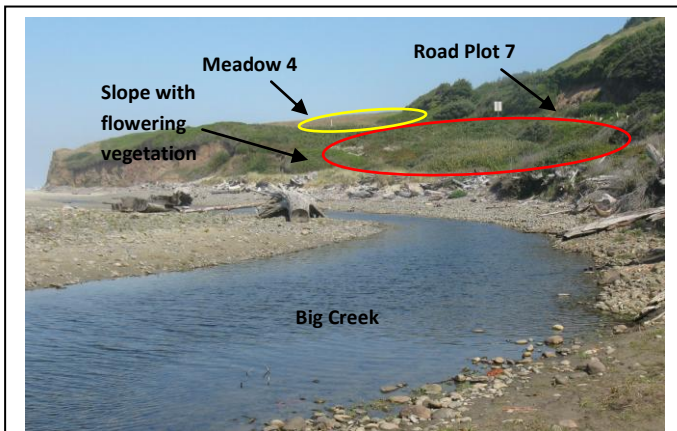 Meadow 4
Road Plot 7
Slope with
flowering
vegetation
Big Creek